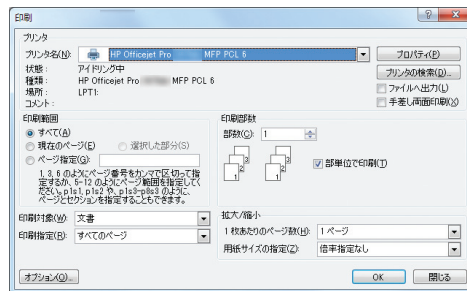 印刷
プリンタ
プリンタ名(N): HP Officejet Pro MFP PCL 6 プロパティ(P)
状態: アイドリング中 プリンタの検索(D)...
種類: HP Officejet Pro MFP PCL 6 ファイルへ出力(L)
場所: LPT1: 手差し両面印刷(X)
コメント:
印刷範囲
すべて(A)
現在のページ(E) 選択した部分(S)
ページ指定(G):
1,3,6 のようにページ番号をカンマで区切って指
定するか、5-12 のようにページ範囲を指定してく
ださい。p1s1, p1s2 や、p1s3-p8s3 のように、
ページとセクションを指定することもできます。
印刷部数
部数(C): 1
1 2 3
1 2 3
部単位で印刷(T)
印刷対象(W): 文書
印刷指定(R): すべてのページ
拡大/縮小
1 枚あたりのページ数(H): 1 ページ
用紙サイズの指定(Z): 倍率指定なし
オプション(O)... OK 閉じる